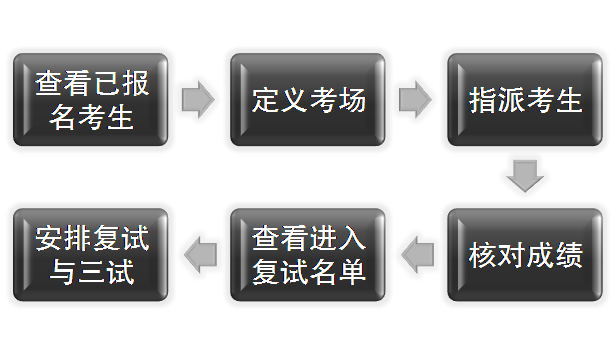 查看已报
名考生
定义考场
指派考生
核对成绩
查看进入
复试名单
安排复试
与三试